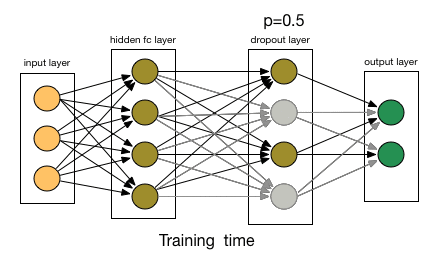 p=0.5
input layer
hidden fc layer
dropout layer
output layer
Training time